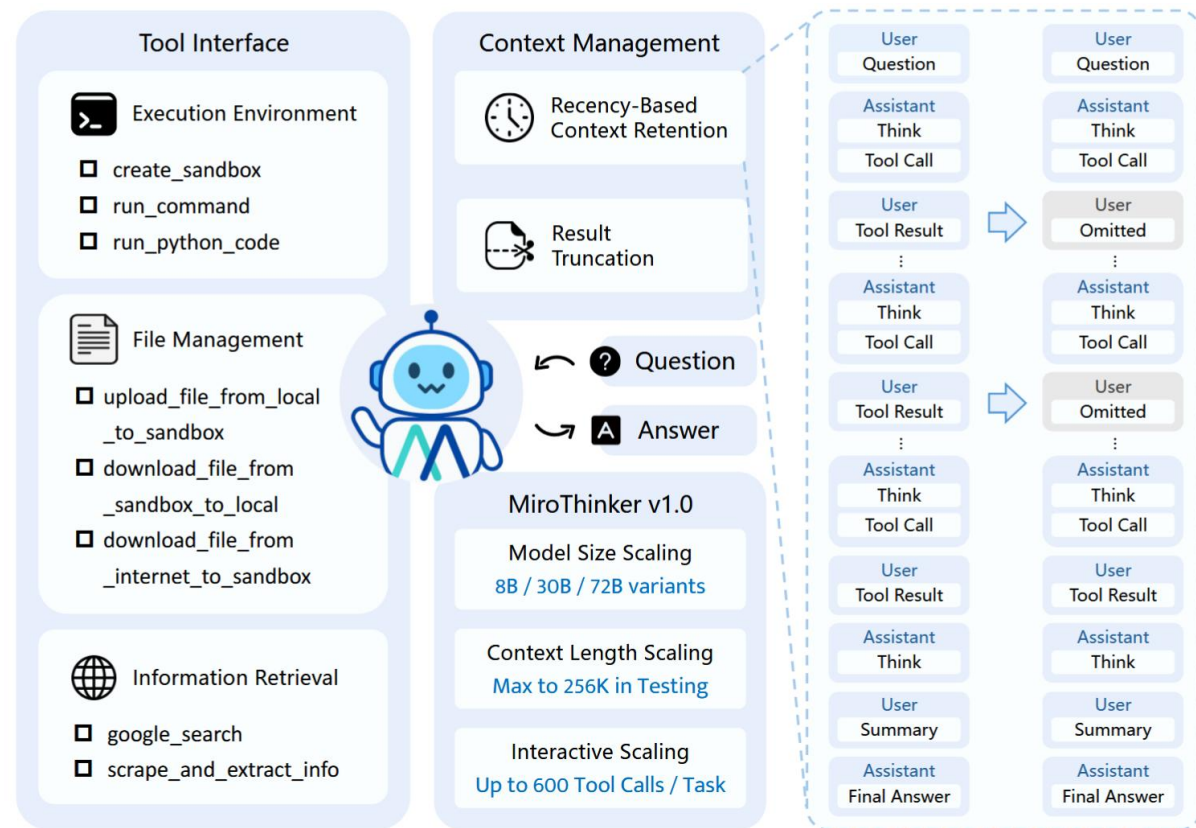 Tool Interface
Execution Environment
create_sandbox
run_command
run_python_code
File Management
upload_file_from_local
_to_sandbox
download_file_from
_sandbox_to_local
download_file_from
_internet_to_sandbox
Information Retrieval
google_search
scrape_and_extract_info
Context Management
Recency-Based
Context Retention
Result
Truncation
? Question
A Answer
MiroThinker v1.0
Model Size Scaling
8B / 30B / 72B variants
Context Length Scaling
Max to 256K in Testing
Interactive Scaling
Up to 600 Tool Calls / Task
User
Question
Assistant
Think
Tool Call
User
Tool Result
⋮
Assistant
Think
Tool Call
User
Tool Result
⋮
Assistant
Think
Tool Call
User
Tool Result
Assistant
Think
User
Summary
Assistant
Final Answer
User
Question
Assistant
Think
Tool Call
User
Omitted
⋮
Assistant
Think
Tool Call
User
Omitted
⋮
Assistant
Think
Tool Call
User
Tool Result
Assistant
Think
User
Summary
Assistant
Final Answer